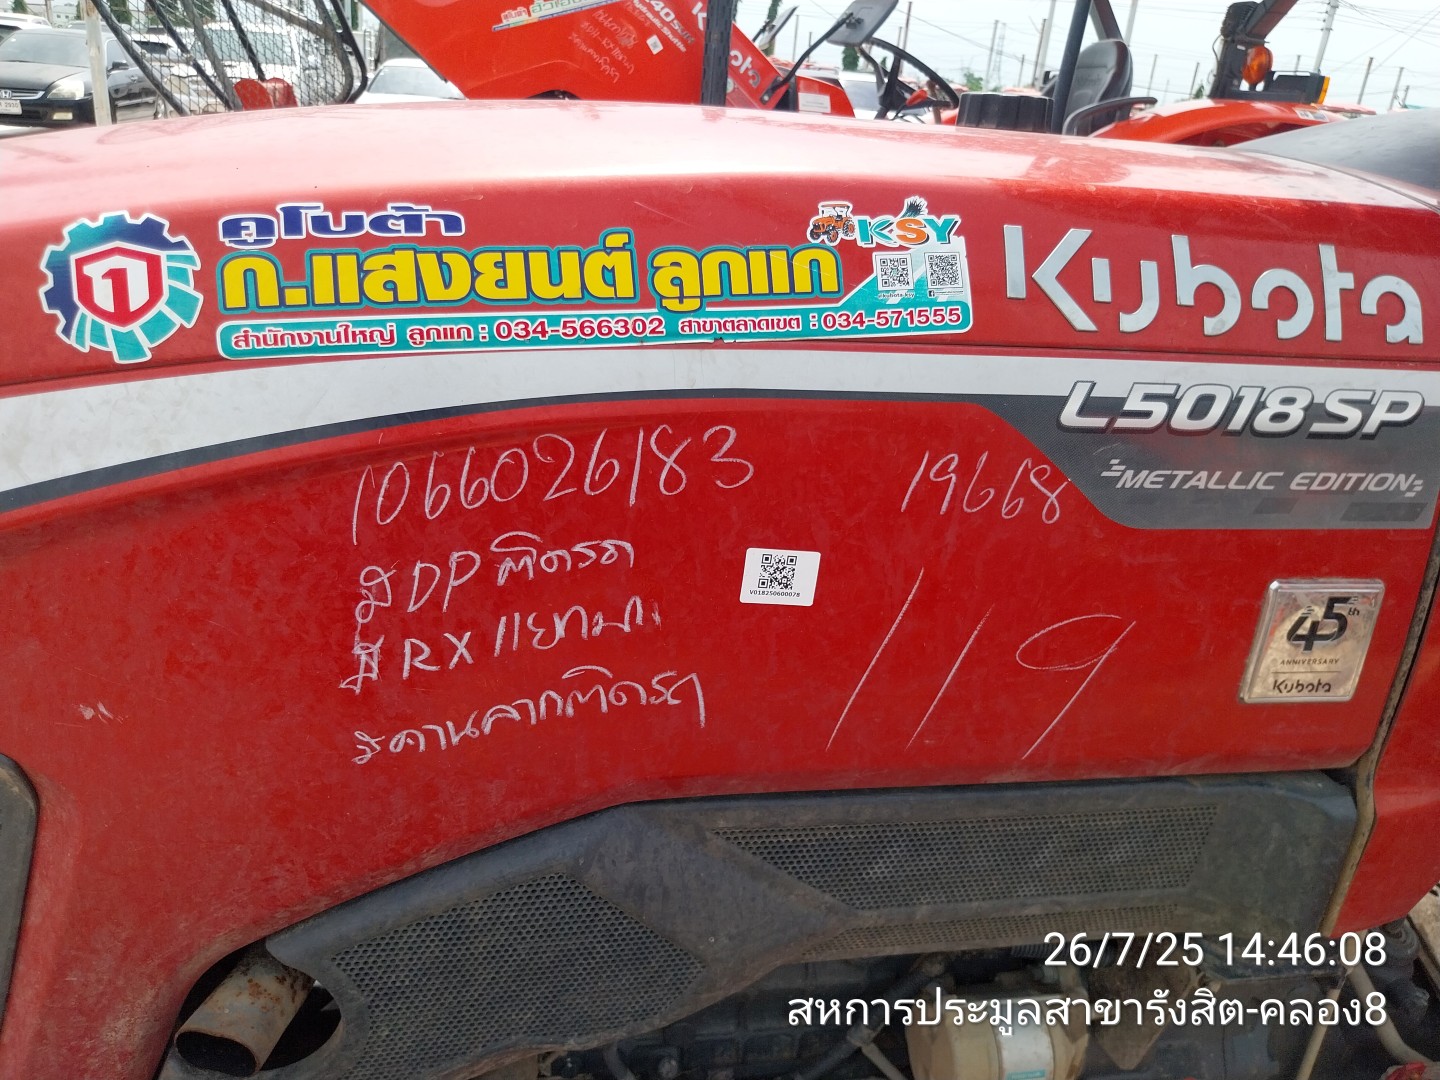 คูโบต้า
ก.แสงยนต์ ลูกแก
KSY
สำนักงานใหญ่ ลูกแก : 034-566302 สาขาตลาดเขต : 034-571555
ก
Kubota
L5018SP
METALLIC EDITION
1066026183
19668
มี DP ติดรถ
มี RX แยกมา
มีคานลากติดรถ
V018250600078
119
45th
ANNIVERSARY
Kubota
26/7/25 14:46:08
สหการประมูลสาขารังสิต-คลอง8